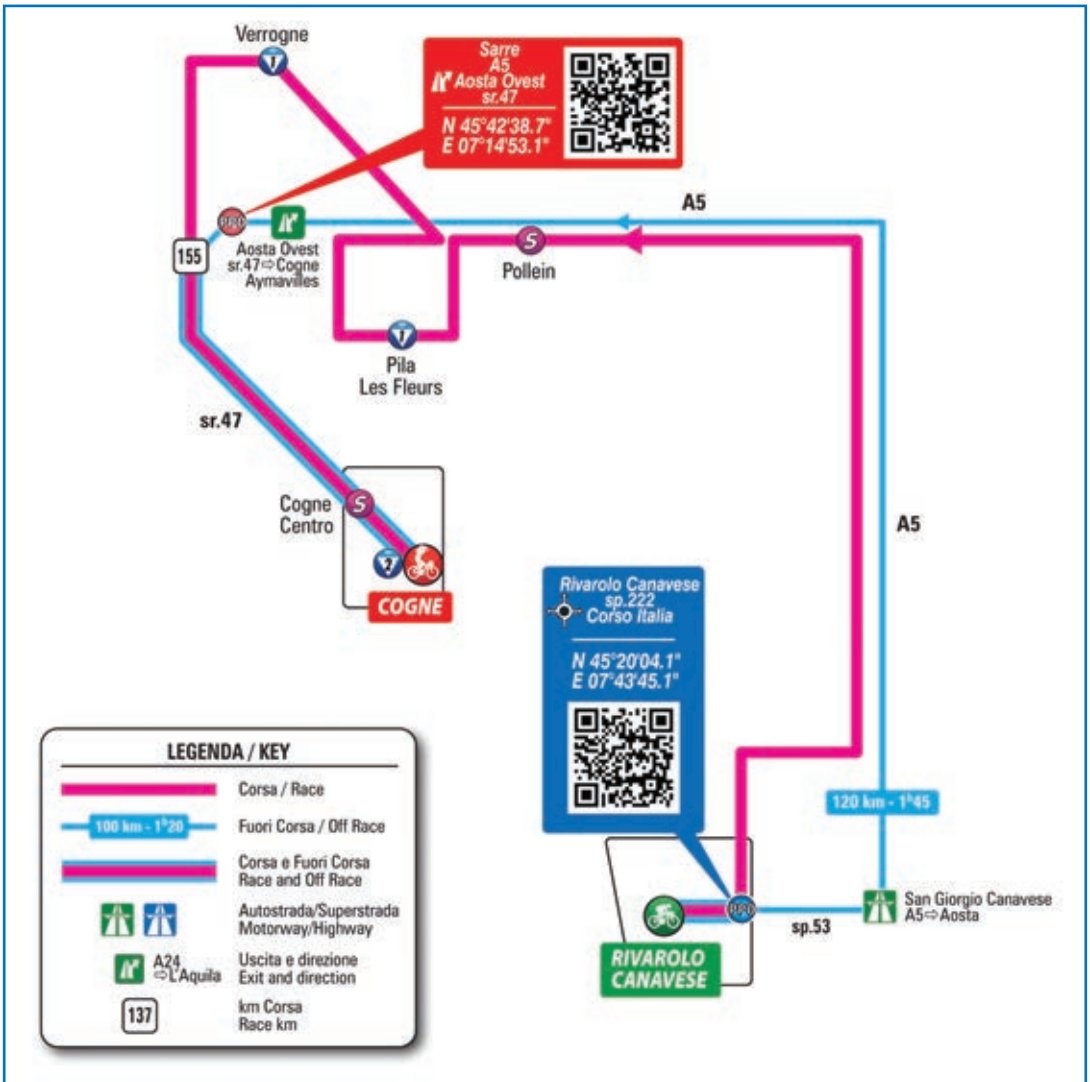 Verrogne
1
Sarre
A5
Aosta Ovest
sr.47
N 45°42'38.7"
E 07°14'53.1"
A5
PPO
155
Aosta Ovest
sr.47⇨Cogne
Aymavilles
S
Pollein
1
Pila
Les Fleurs
sr.47
A5
Cogne
Centro
S
2
COGNE
Rivarolo Canavese
sp.222
Corso Italia
N 45°20'04.1"
E 07°43'45.1"
120 km - 1ʰ45
PPO
sp.53
San Giorgio Canavese
A5⇨Aosta
RIVAROLO
CANAVESE
LEGENDA / KEY
Corsa / Race
100 km - 1ʰ20
Fuori Corsa / Off Race
Corsa e Fuori Corsa
Race and Off Race
Autostrada/Superstrada
Motorway/Highway
A24
⇨L'Aquila
Uscita e direzione
Exit and direction
137
km Corsa
Race km